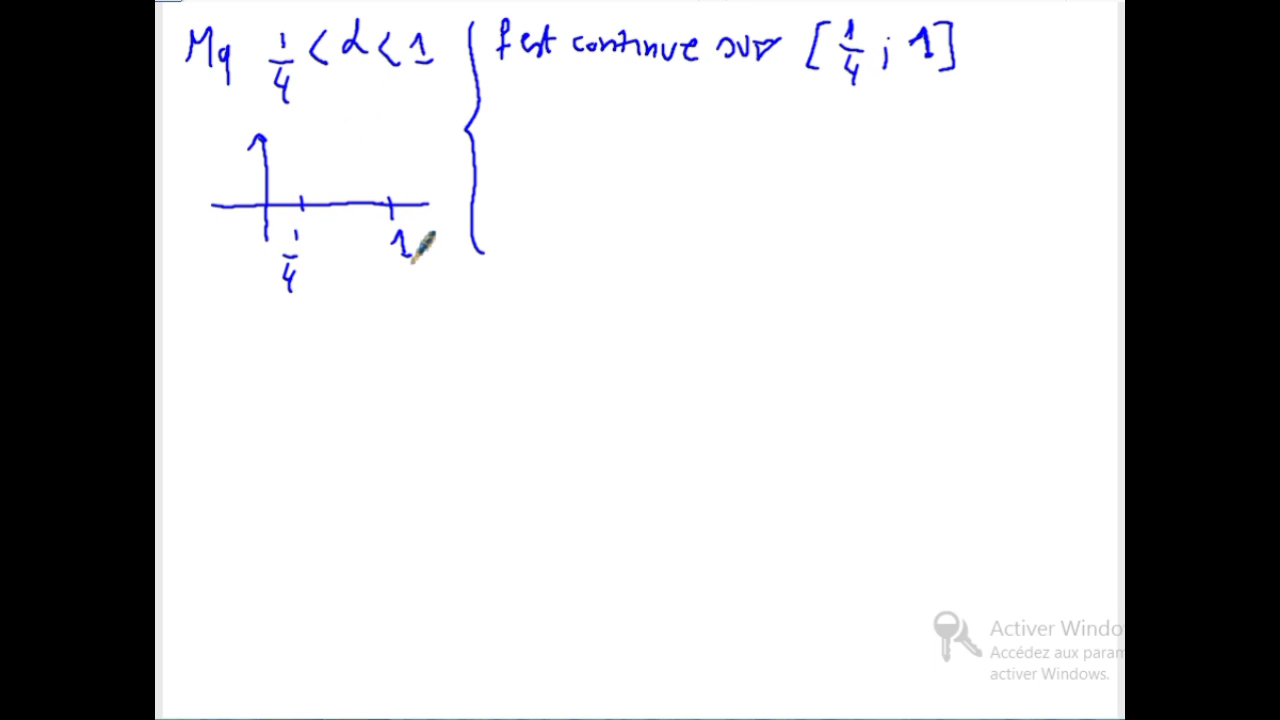 Mq 1/4 < α < 1 { f est continue sur [1/4 ; 1]
1/4 1
Activer Windo
Accédez aux param
activer Windows.